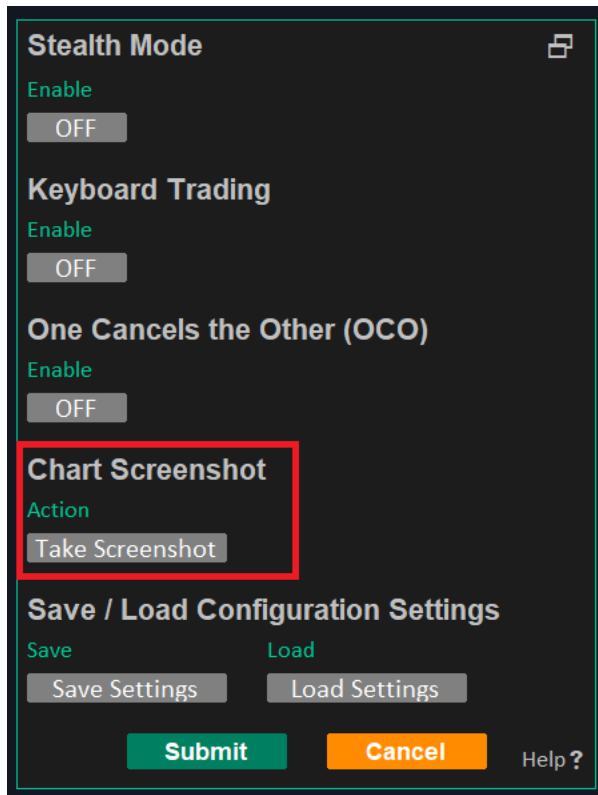 Stealth Mode
Enable
OFF
Keyboard Trading
Enable
OFF
One Cancels the Other (OCO)
Enable
OFF
Chart Screenshot
Action
Take Screenshot
Save / Load Configuration Settings
Save Load
Save Settings Load Settings
Submit Cancel Help ?